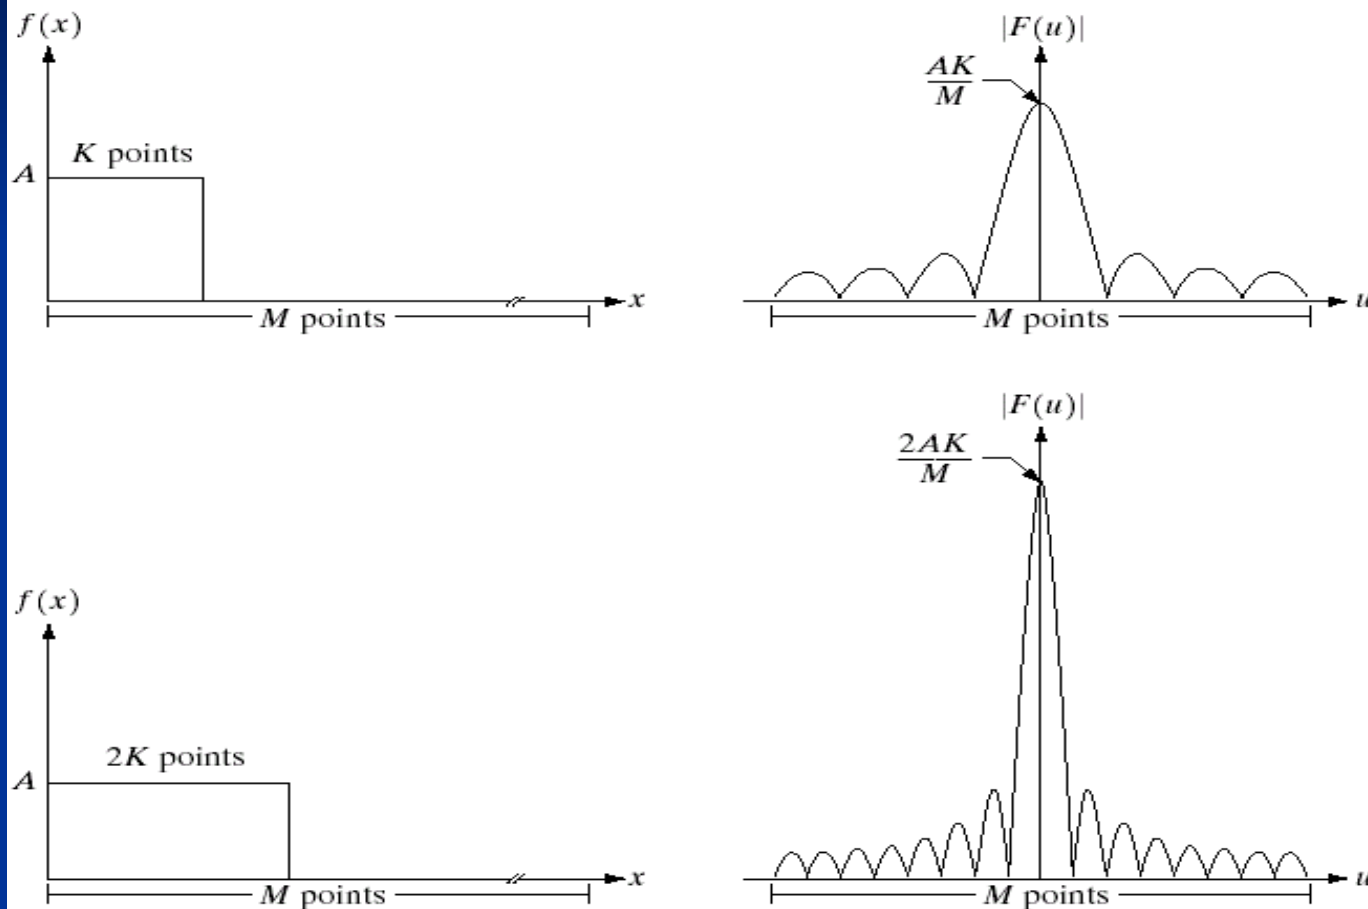 f(x)
A
K points
x
M points
|F(u)|
AK
M
u
M points
f(x)
A
2K points
x
M points
|F(u)|
2AK
M
u
M points